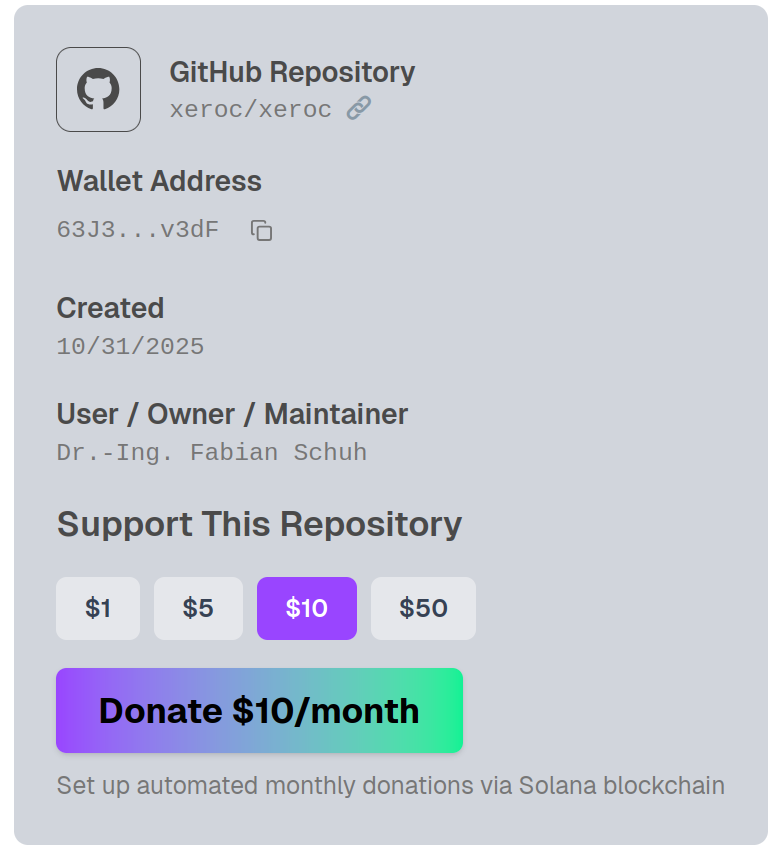 GitHub Repository
xeroc/xeroc
Wallet Address
63J3...v3dF
Created
10/31/2025
User / Owner / Maintainer
Dr.-Ing. Fabian Schuh
Support This Repository
$1 $5 $10 $50
Donate $10/month
Set up automated monthly donations via Solana blockchain